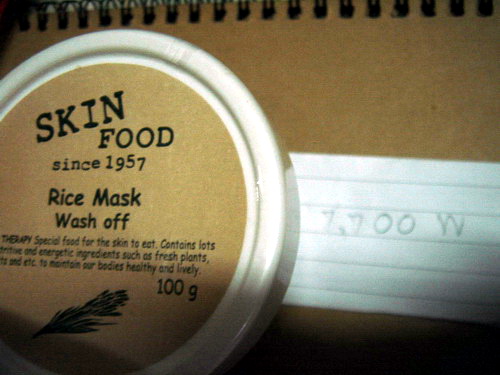 SKIN
FOOD
since 1957
Rice Mask
Wash off
THERAPY Special food for the skin to eat. Contains lots
and energetic ingredients such as fresh plants,
and etc. to maintain our bodies healthy and lively.
100 g
7,700 W